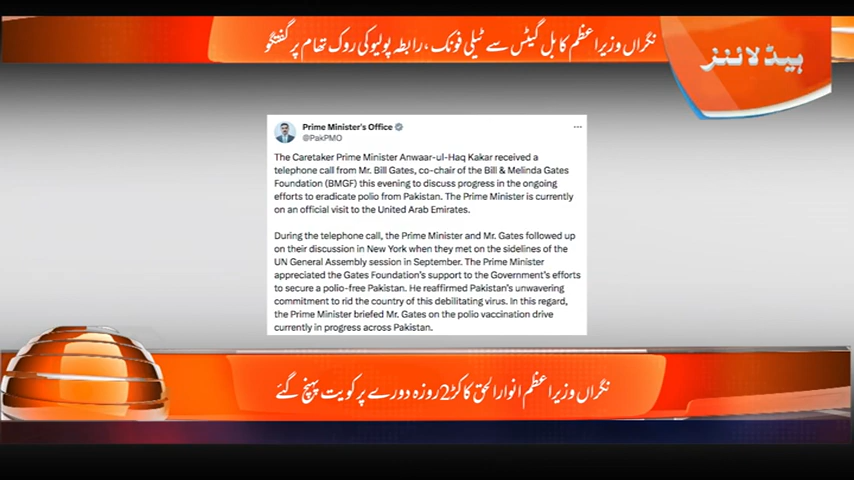 نگراں وزیراعظم کا بل گیٹس سے ٹیلی فونک ،رابطہ پولیو کی روک تھام پر گفتگو
ہیڈلائنز
Prime Minister's Office
@PakPMO
The Caretaker Prime Minister Anwaar-ul-Haq Kakar received a
telephone call from Mr. Bill Gates, co-chair of the Bill & Melinda Gates
Foundation (BMGF) this evening to discuss progress in the ongoing
efforts to eradicate polio from Pakistan. The Prime Minister is currently
on an official visit to the United Arab Emirates.
During the telephone call, the Prime Minister and Mr. Gates followed up
on their discussion in New York when they met on the sidelines of the
UN General Assembly session in September. The Prime Minister
appreciated the Gates Foundation's support to the Government's efforts
to secure a polio-free Pakistan. He reaffirmed Pakistan's unwavering
commitment to rid the country of this debilitating virus. In this regard,
the Prime Minister briefed Mr. Gates on the polio vaccination drive
currently in progress across Pakistan.
نگراں وزیراعظم انوارالحق کاکڑ2 روزہ دورے پر کویت پہنچ گئے